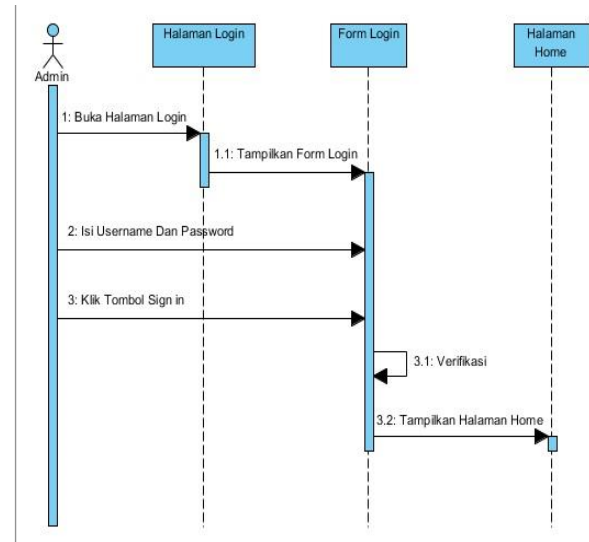 Halaman Login
Form Login
Halaman
Home
Admin
1: Buka Halaman Login
1.1: Tampilkan Form Login
2: Isi Username Dan Password
3: Klik Tombol Sign in
3.1: Verifikasi
3.2: Tampilkan Halaman Home